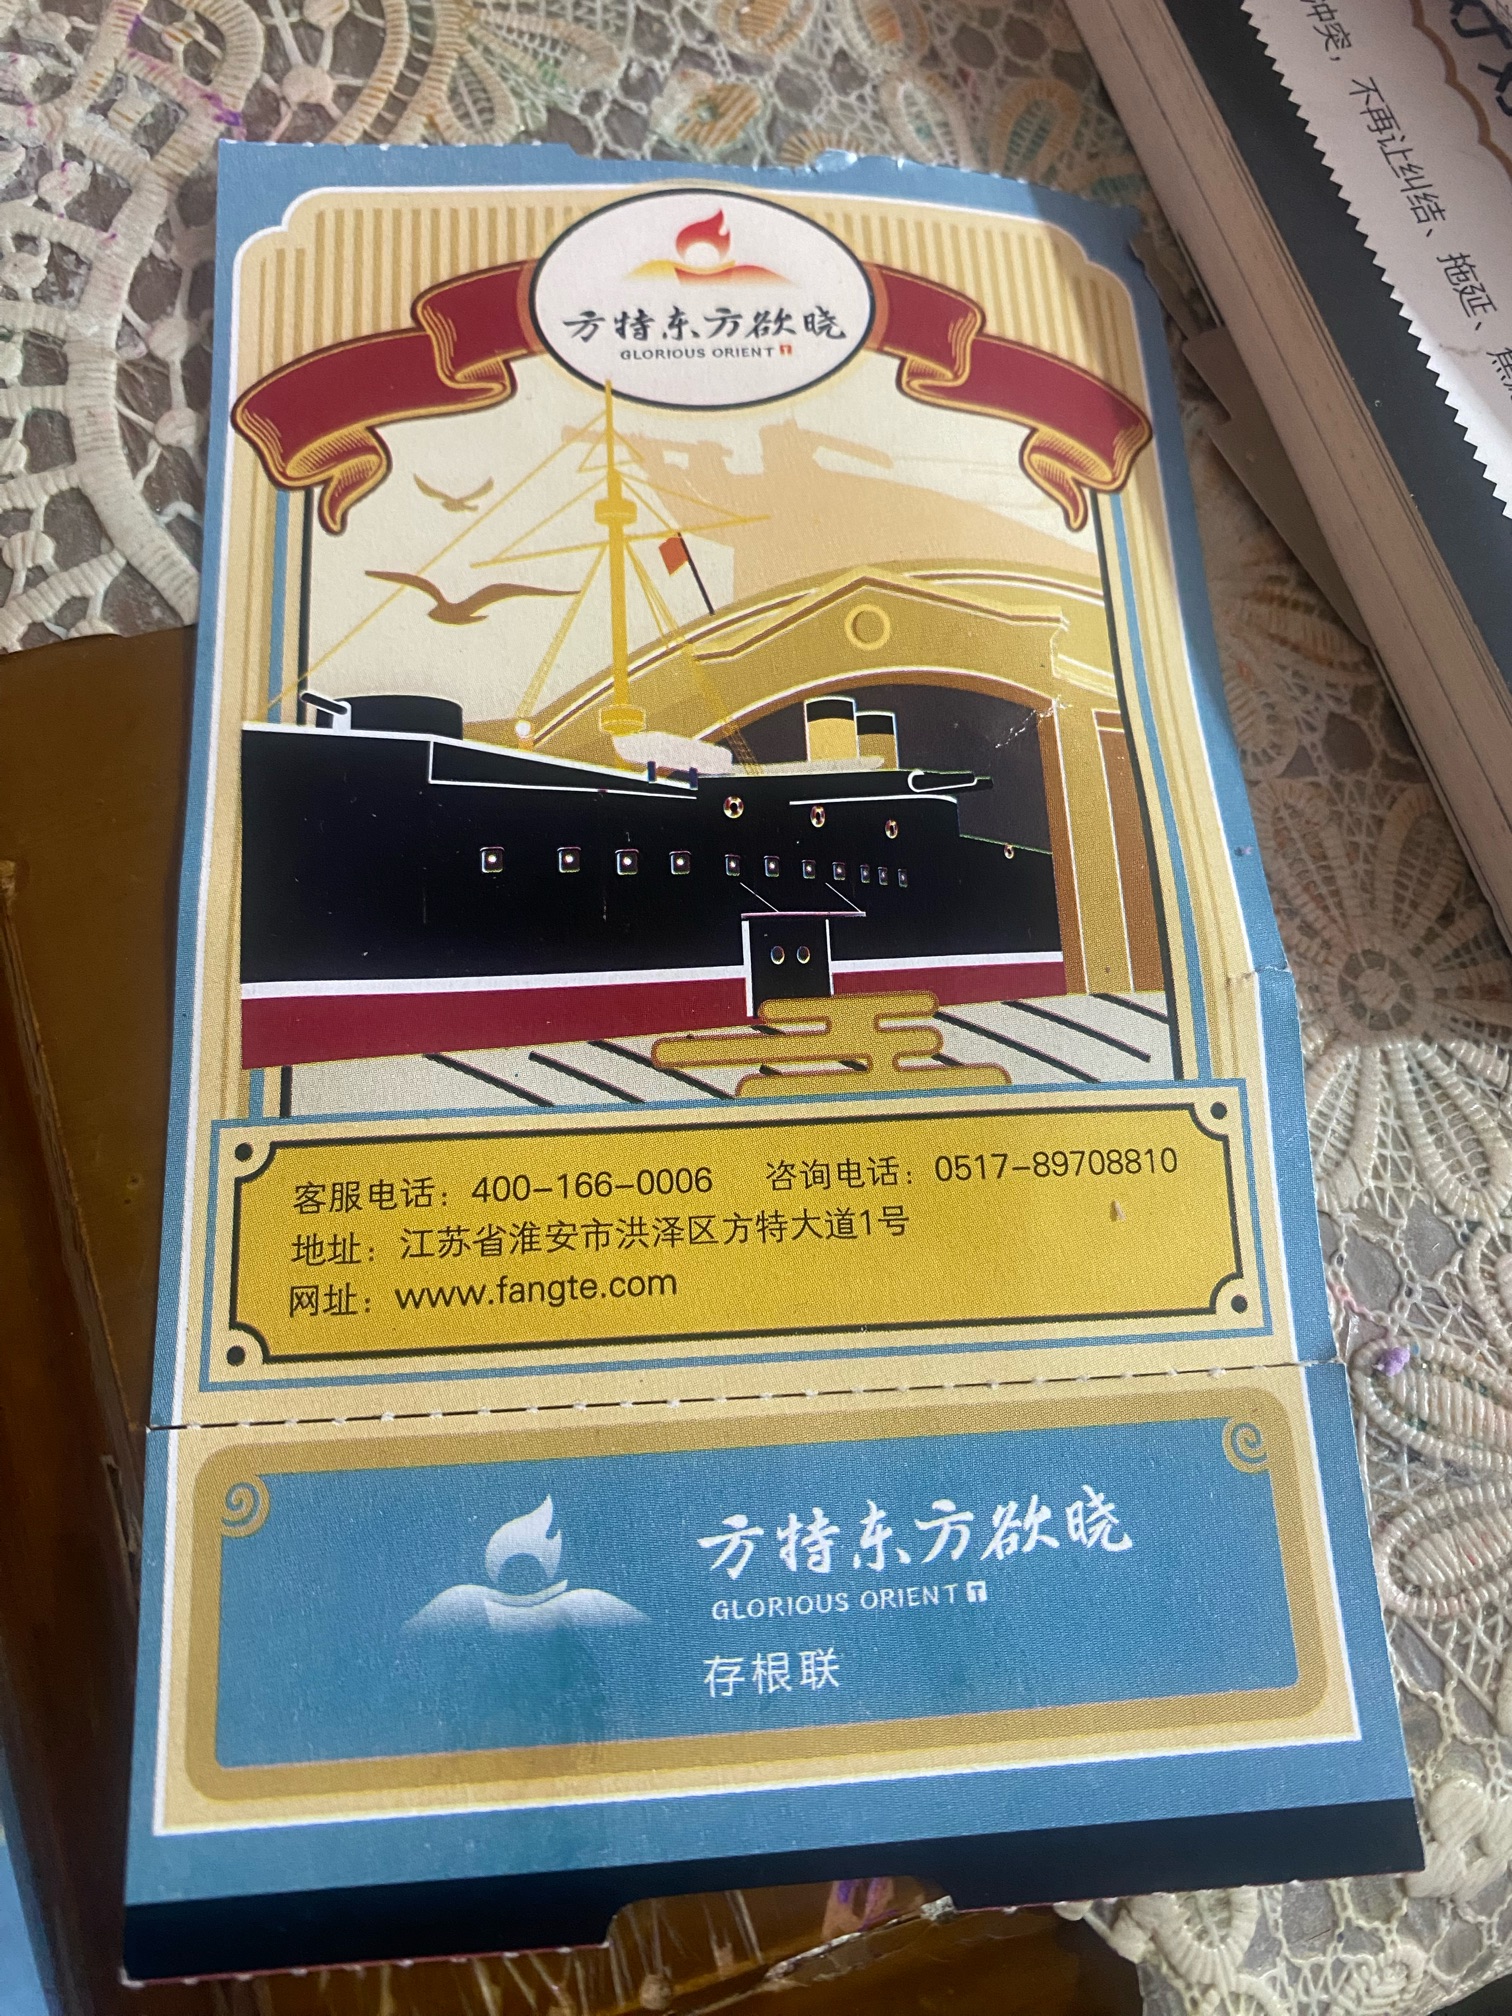 方特东方欲晓
GLORIOUS ORIENT
客服电话：400-166-0006 咨询电话：0517-89708810
地址：江苏省淮安市洪泽区方特大道1号
网址：www.fangte.com
方特东方欲晓
GLORIOUS ORIENT
存根联
冲突，不再让纠结、拖延、焦